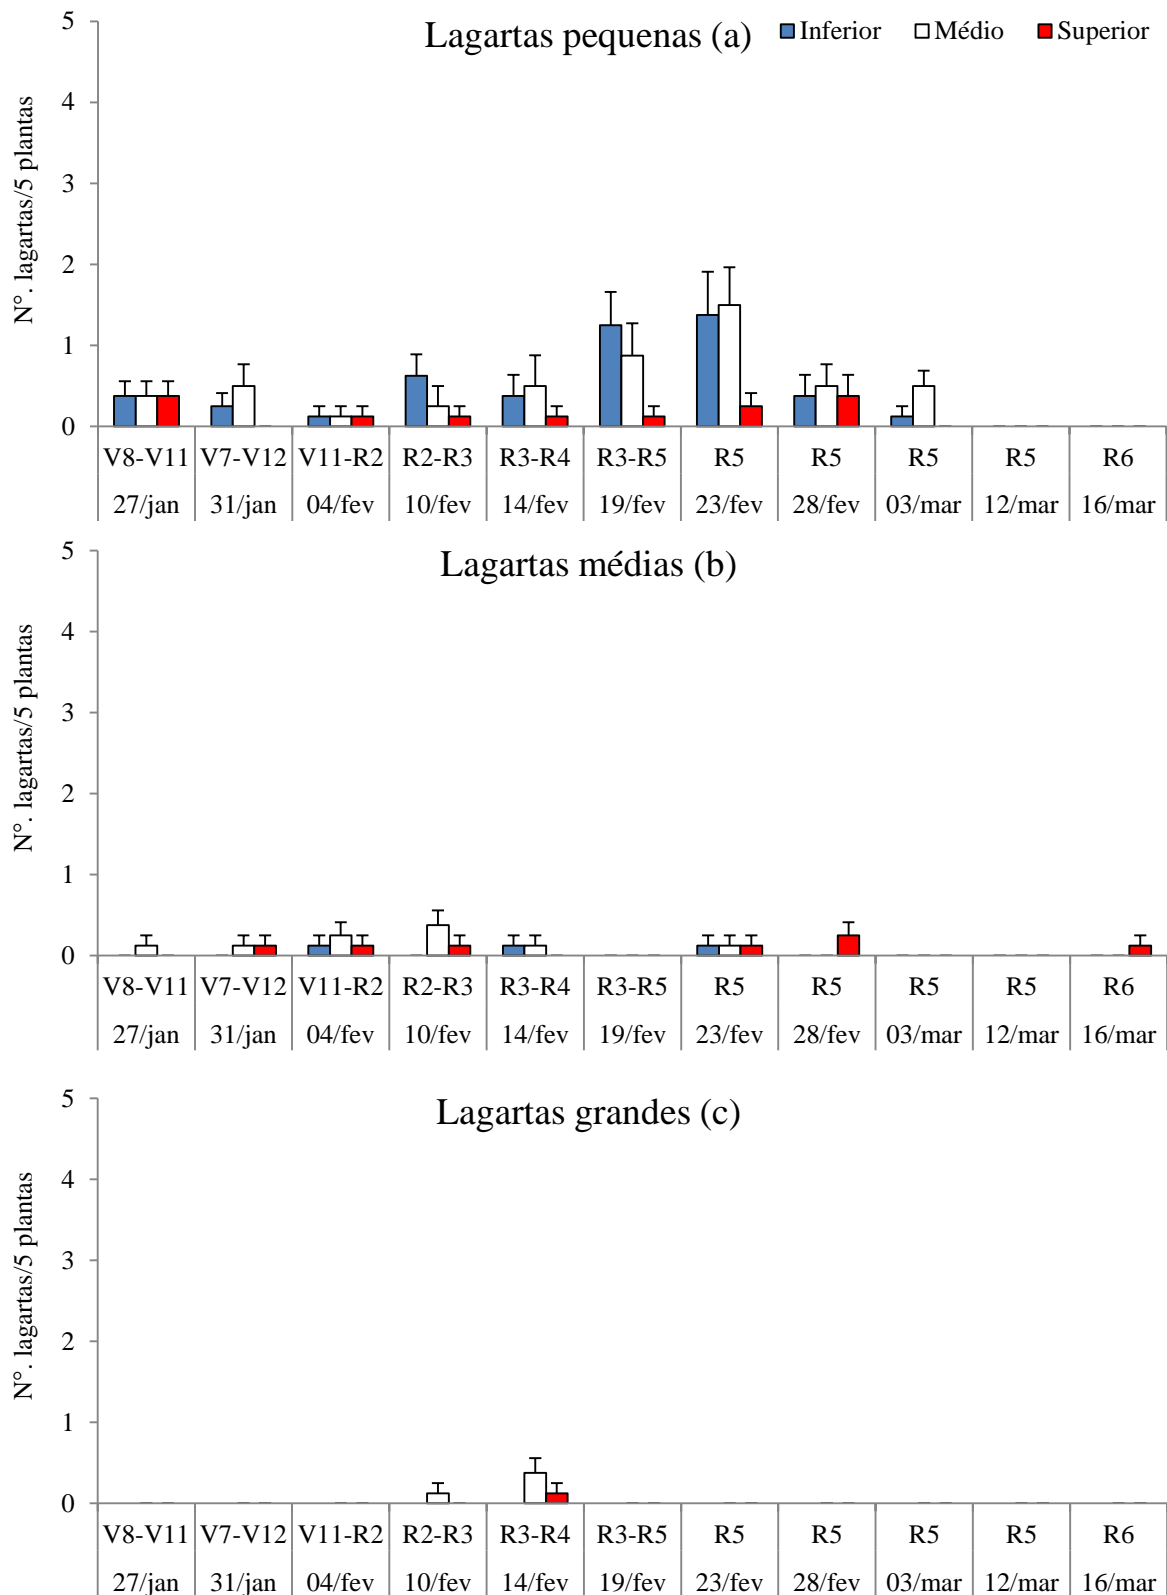 Lagartas pequenas (a)
Inferior Médio Superior
N°. lagartas/5 plantas
5
4
3
2
1
0
V8-V11 V7-V12 V11-R2 R2-R3 R3-R4 R3-R5 R5 R5 R5 R5 R6
27/jan 31/jan 04/fev 10/fev 14/fev 19/fev 23/fev 28/fev 03/mar 12/mar 16/mar
Lagartas médias (b)
N°. lagartas/5 plantas
5
4
3
2
1
0
V8-V11 V7-V12 V11-R2 R2-R3 R3-R4 R3-R5 R5 R5 R5 R5 R6
27/jan 31/jan 04/fev 10/fev 14/fev 19/fev 23/fev 28/fev 03/mar 12/mar 16/mar
Lagartas grandes (c)
N°. lagartas/5 plantas
5
4
3
2
1
0
V8-V11 V7-V12 V11-R2 R2-R3 R3-R4 R3-R5 R5 R5 R5 R5 R6
27/jan 31/jan 04/fev 10/fev 14/fev 19/fev 23/fev 28/fev 03/mar 12/mar 16/mar